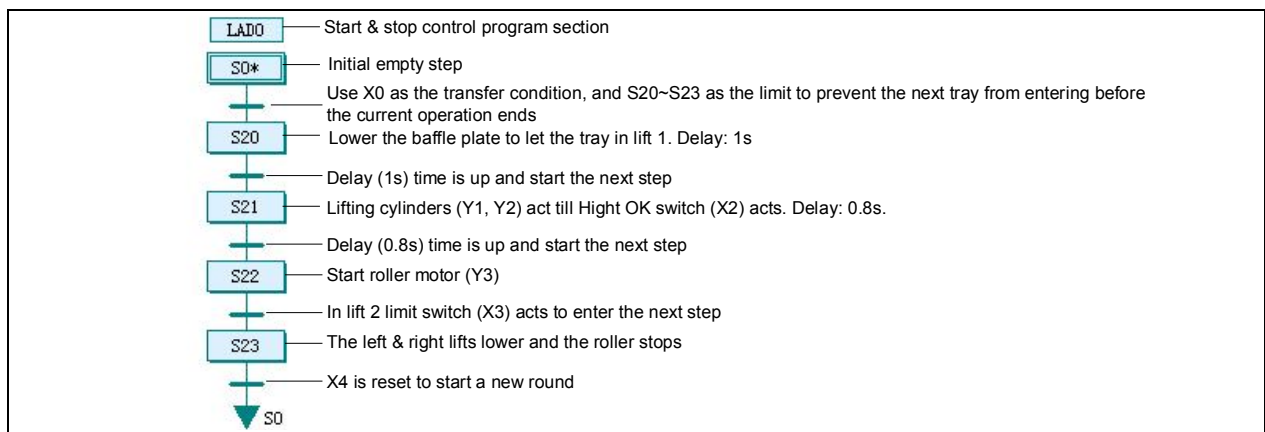 LAD0 Start & stop control program section
S0* Initial empty step
Use X0 as the transfer condition, and S20~S23 as the limit to prevent the next tray from entering before
the current operation ends
S20 Lower the baffle plate to let the tray in lift 1. Delay: 1s
Delay (1s) time is up and start the next step
S21 Lifting cylinders (Y1, Y2) act till Hight OK switch (X2) acts. Delay: 0.8s.
Delay (0.8s) time is up and start the next step
S22 Start roller motor (Y3)
In lift 2 limit switch (X3) acts to enter the next step
S23 The left & right lifts lower and the roller stops
X4 is reset to start a new round
S0